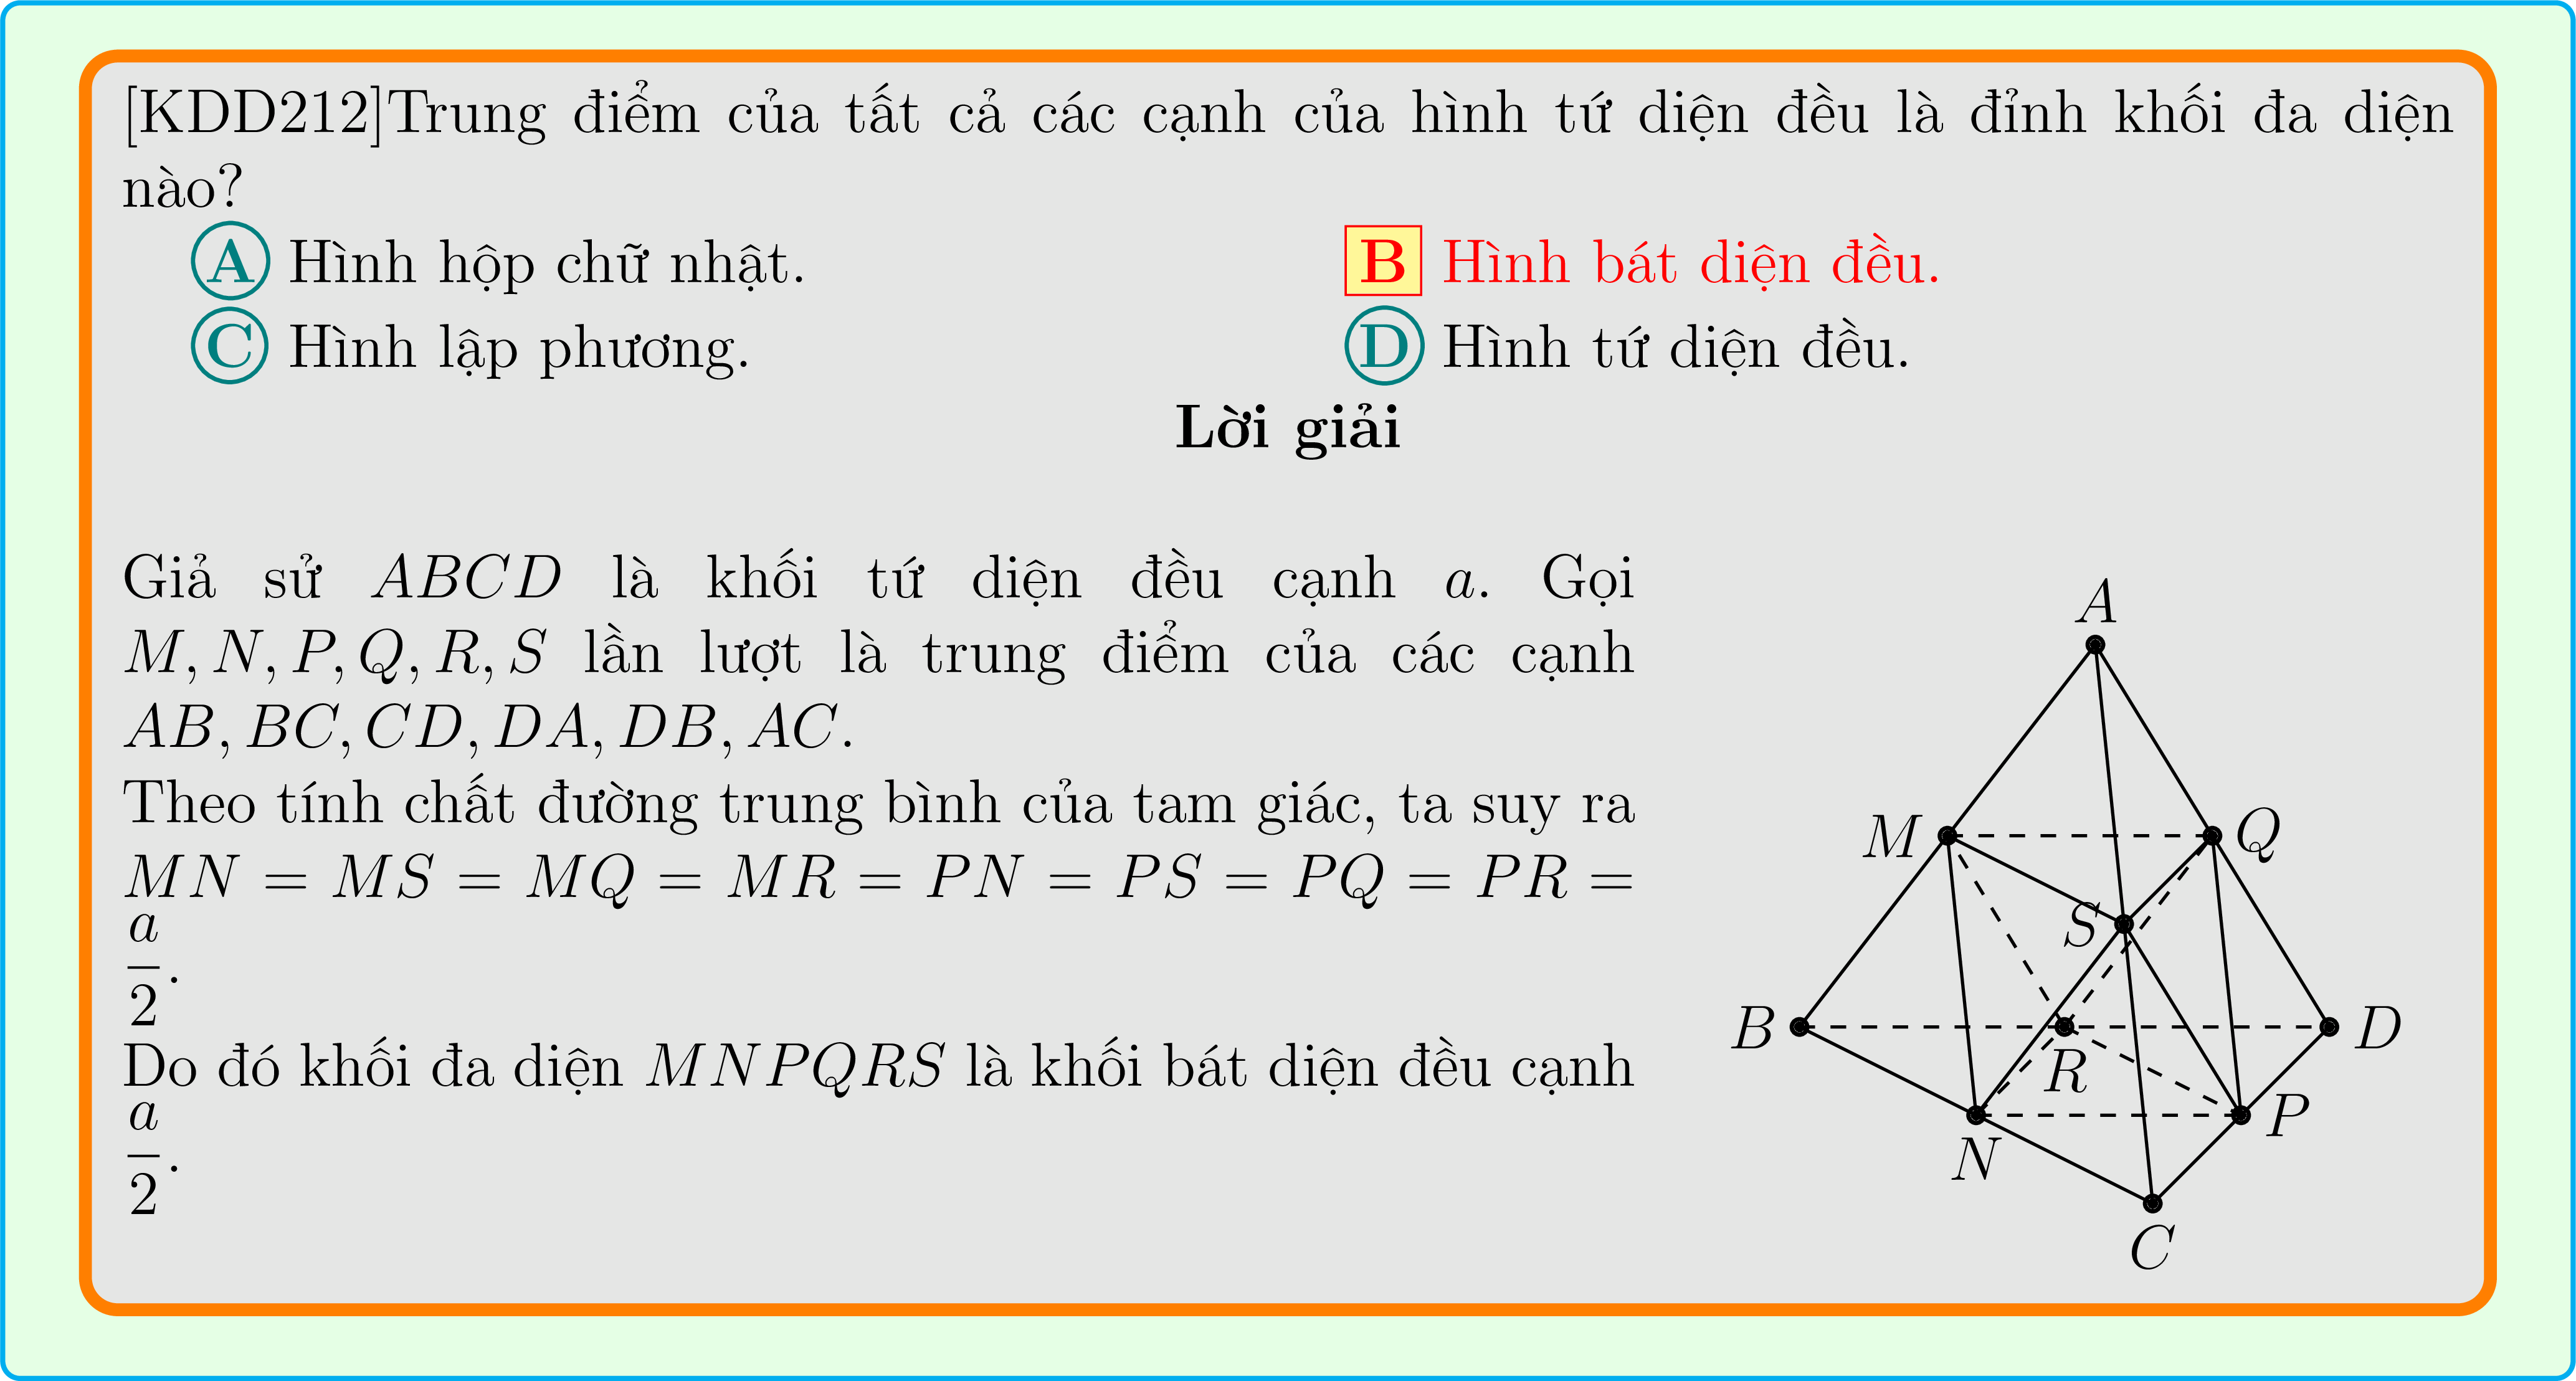 [KDD212]Trung điểm của tất cả các cạnh của hình tứ diện đều là đỉnh khối đa diện
nào?
A Hình hộp chữ nhật.
B Hình bát diện đều.
C Hình lập phương.
D Hình tứ diện đều.
Lời giải
Giả sử ABCD là khối tứ diện đều cạnh a. Gọi
M, N, P, Q, R, S lần lượt là trung điểm của các cạnh
AB, BC, CD, DA, DB, AC.
Theo tính chất đường trung bình của tam giác, ta suy ra
MN = MS = MQ = MR = PN = PS = PQ = PR =
a/2.
Do đó khối đa diện MNPQRS là khối bát diện đều cạnh
a/2.
A
M
Q
S
B
D
R
P
N
C